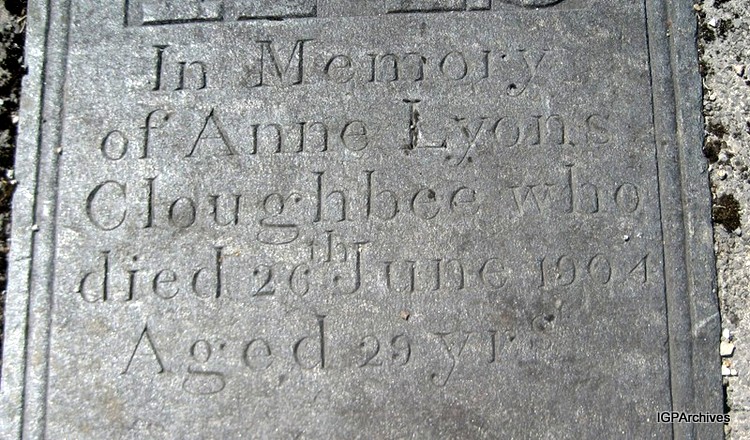 In Memory
of Anne Lyons
Cloughbee who
died 26th June 1904
Aged 29 yrs
IGPArchives